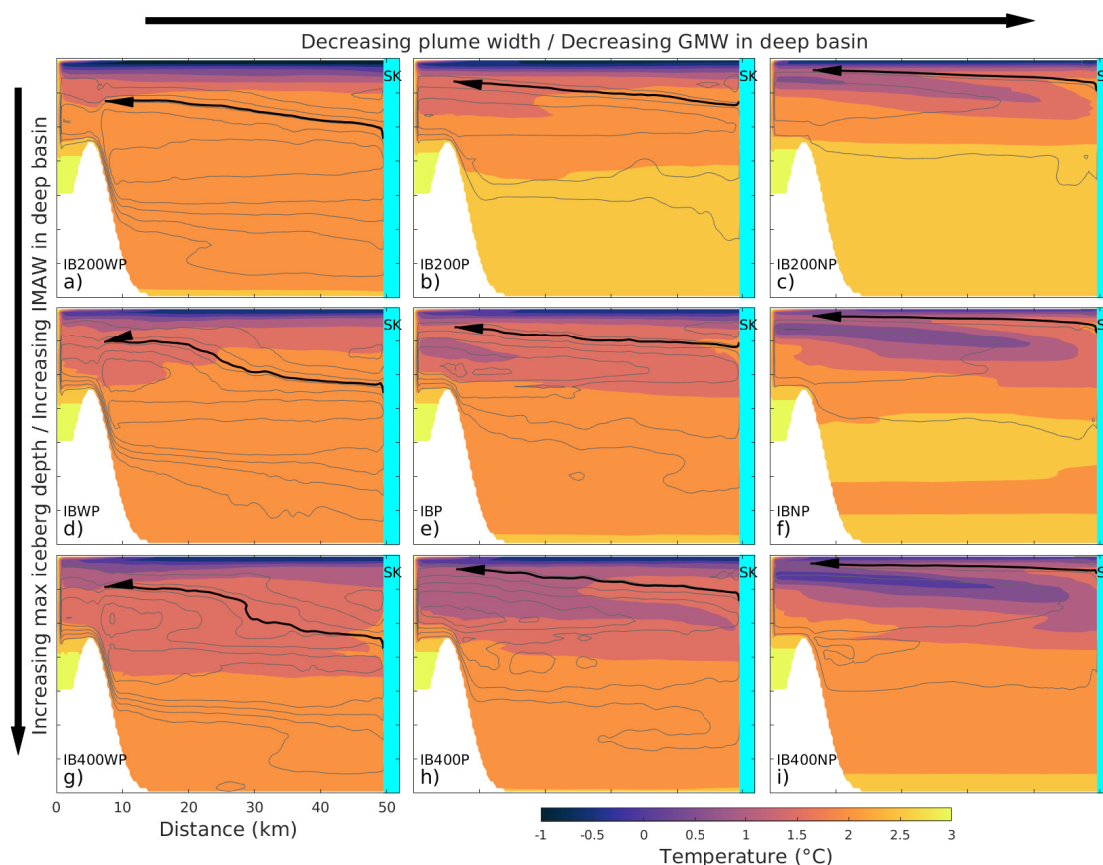 Decreasing plume width / Decreasing GMW in deep basin
Increasing max iceberg depth / Increasing IMAW in deep basin
SK
IB200WP
a)
IB200P
b)
SK
IB200NP
c)
S
SK
IBWP
d)
IBP
e)
SK
IBNP
f)
S
SK
IB400WP
g)
IB400P
h)
SK
IB400NP
i)
S
0 10 20 30 40 50
Distance (km)
-1 -0.5 0 0.5 1 1.5 2 2.5 3
Temperature (°C)